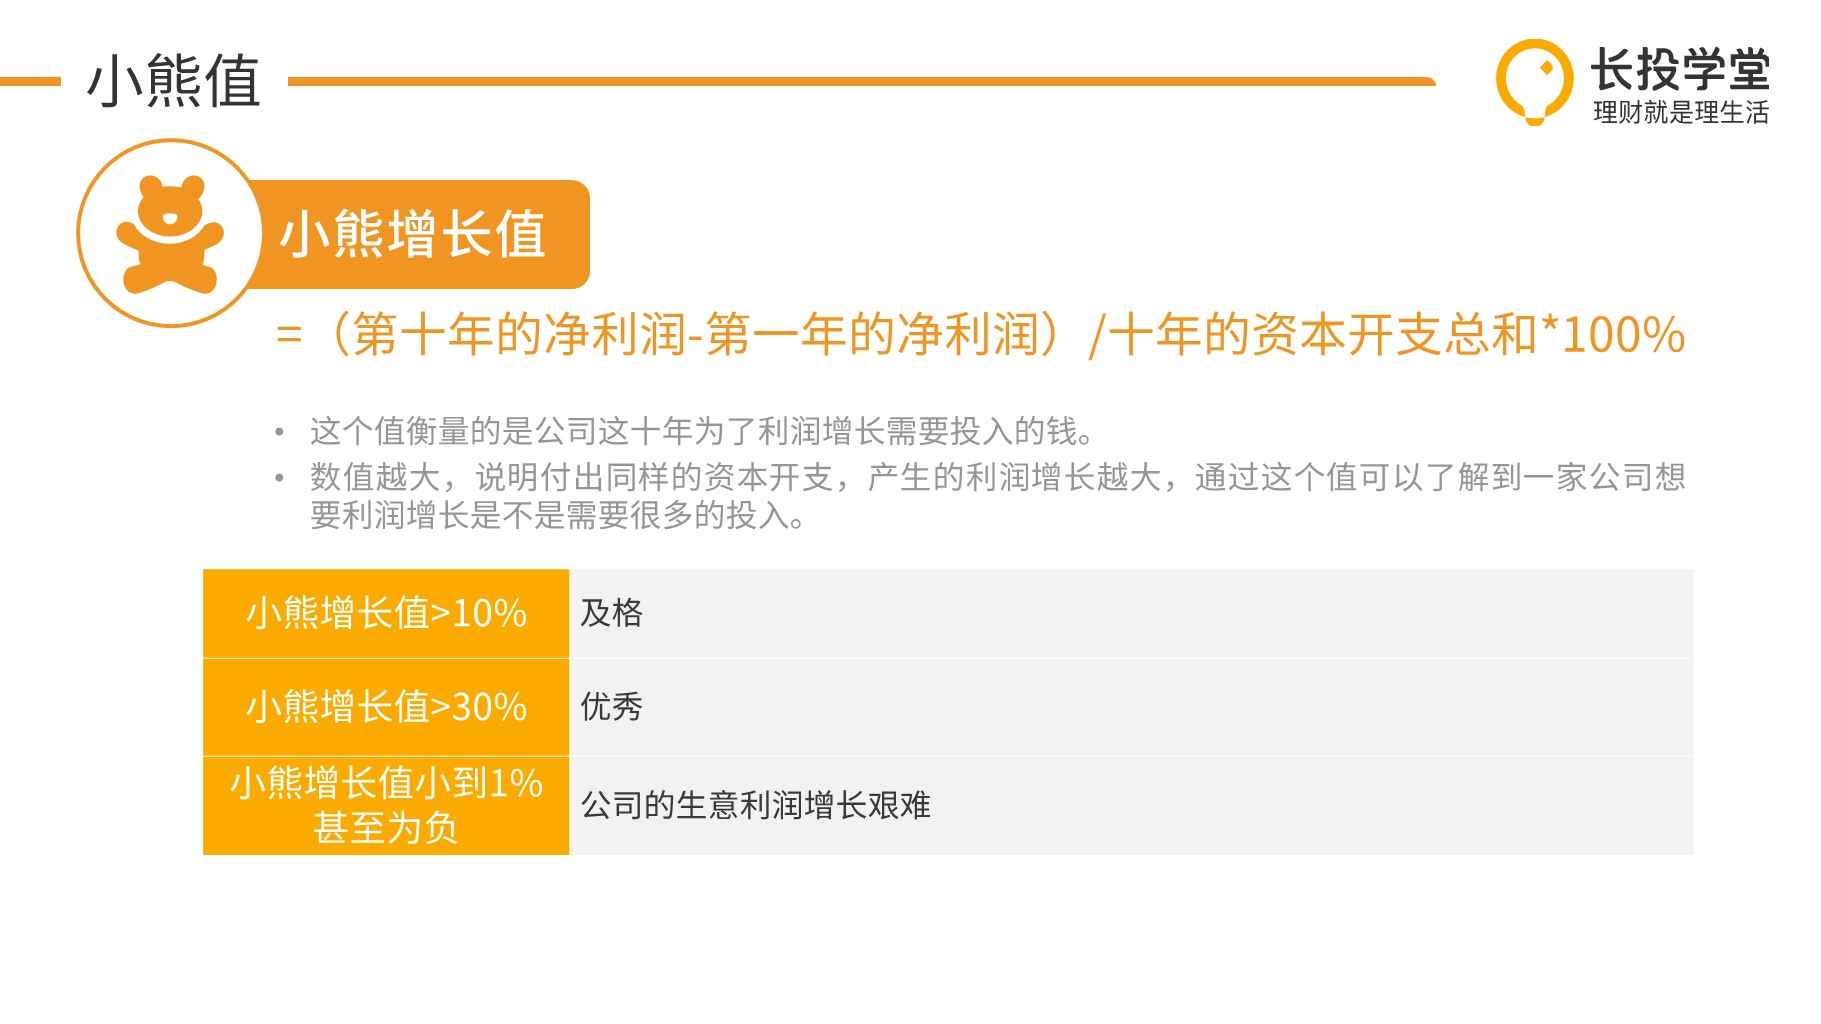 小熊值
长投学堂
理财就是理生活
小熊增长值
=（第十年的净利润-第一年的净利润）/十年的资本开支总和*100%
• 这个值衡量的是公司这十年为了利润增长需要投入的钱。
• 数值越大，说明付出同样的资本开支，产生的利润增长越大，通过这个值可以了解到一家公司想
要利润增长是不是需要很多的投入。
小熊增长值>10%
及格
小熊增长值>30%
优秀
小熊增长值小到1%
甚至为负
公司的生意利润增长艰难